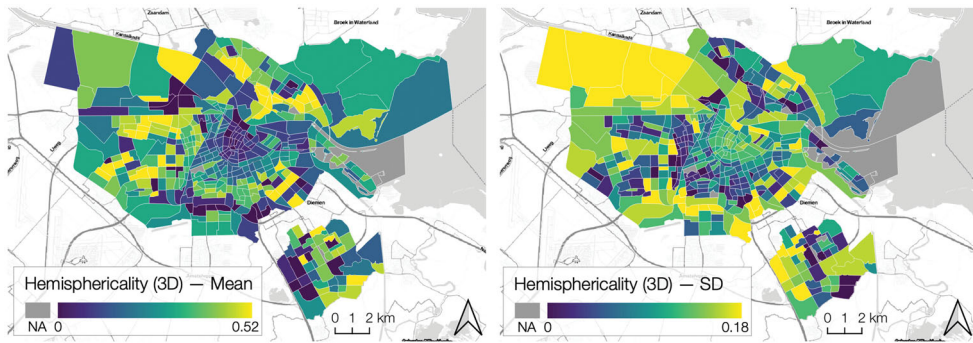 Zaandam
Broek in Waterland
Diemen
Hemisphericality (3D) — Mean
NA 0 0.52
0 1 2 km
Zaandam
Broek in Waterland
Diemen
Hemisphericality (3D) — SD
NA 0 0.18
0 1 2 km